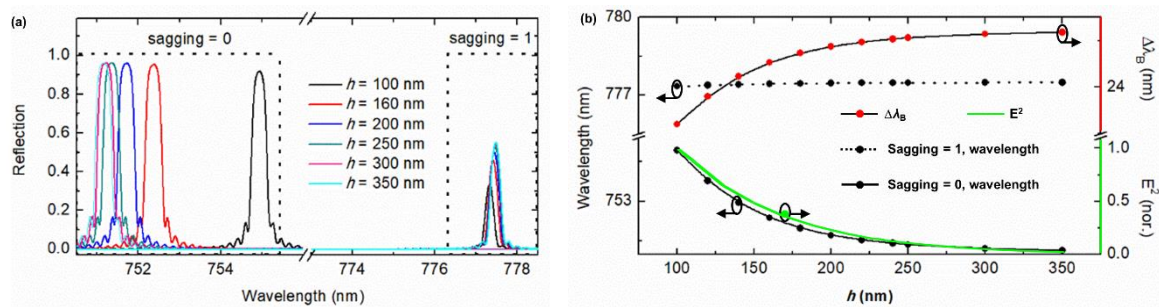 (a)
sagging = 0
sagging = 1
h = 100 nm
h = 160 nm
h = 200 nm
h = 250 nm
h = 300 nm
h = 350 nm
Reflection
1.0
0.8
0.6
0.4
0.2
0.0
752 754 774 776 778
Wavelength (nm)
(b)
780
777
753
Wavelength (nm)
Δλ_B
E²
Sagging = 1, wavelength
Sagging = 0, wavelength
100 150 200 250 300 350
h (nm)
Δλ_B (nm)
24
1.0
0.5
0.0
E² (nor.)